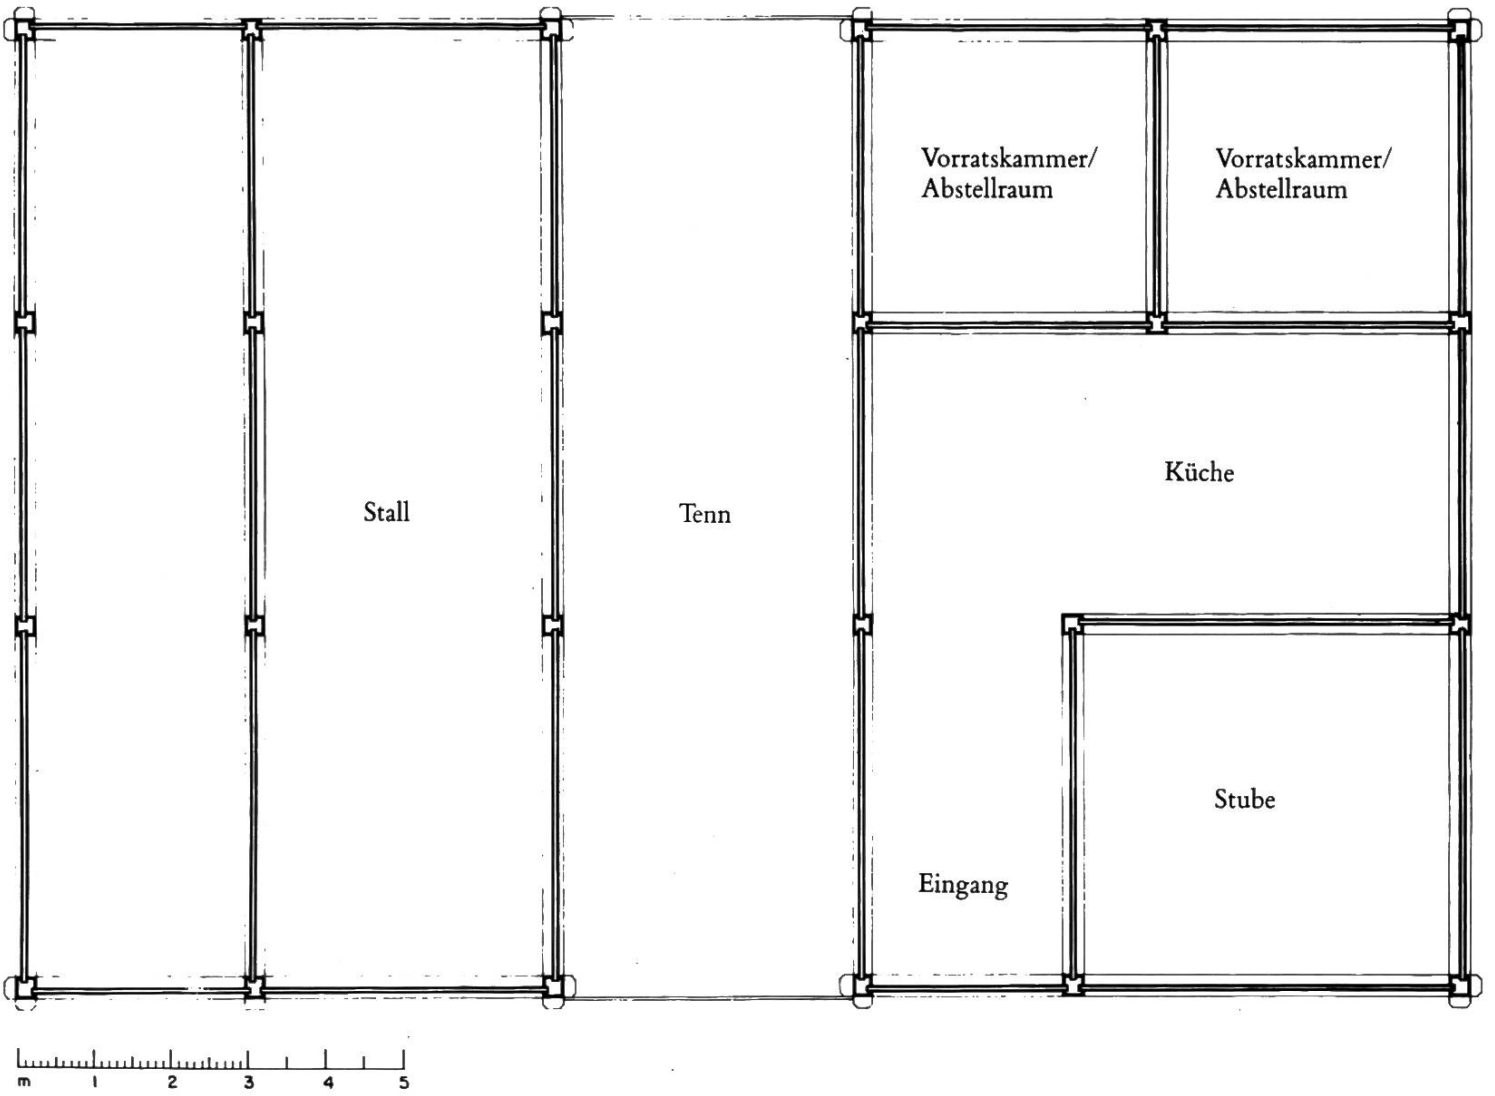 Vorratskammer/
Abstellraum
Vorratskammer/
Abstellraum
Küche
Stall
Tenn
Stube
Eingang
m 1 2 3 4 5